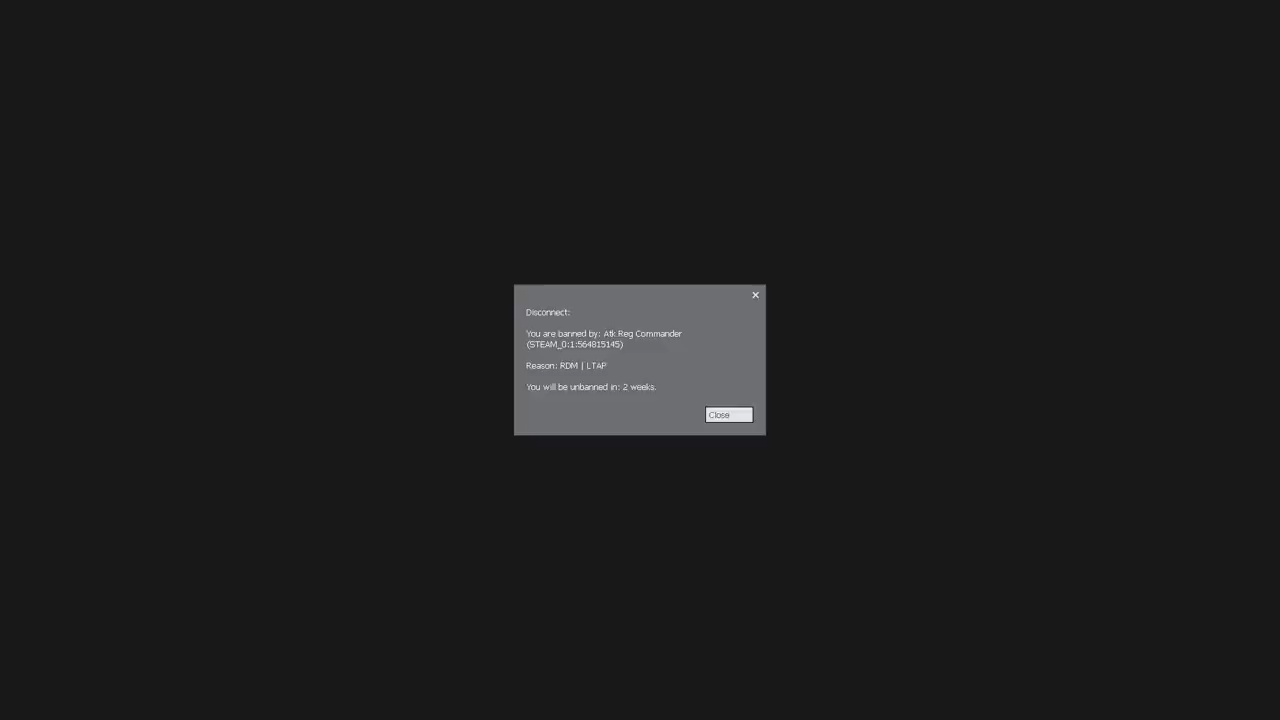 Disconnect:
You are banned by: Atk Reg Commander
(STEAM_0:1:564815145)
Reason: RDM | LTAP
You will be unbanned in: 2 weeks.
Close